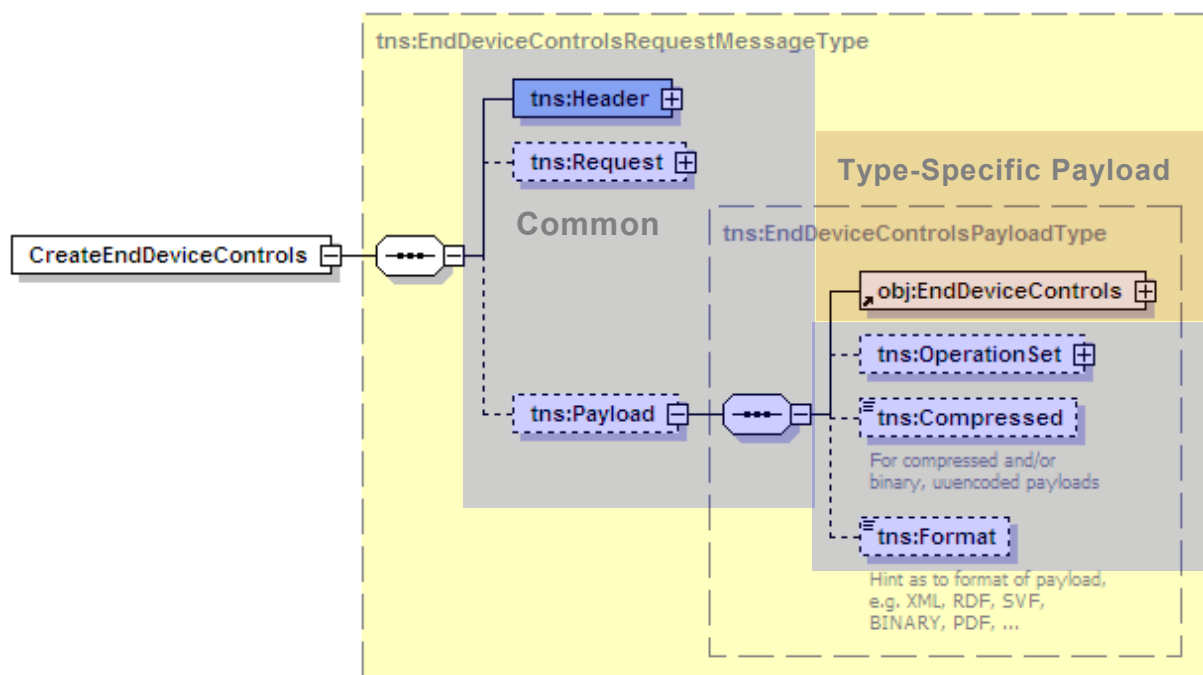 tns:EndDeviceControlsRequestMessageType
tns:Header
tns:Request
Type-Specific Payload
Common
tns:EndDeviceControlsPayloadType
CreateEndDeviceControls
obj:EndDeviceControls
tns:OperationSet
tns:Payload
tns:Compressed
For compressed and/or
binary, uuencoded payloads
tns:Format
Hint as to format of payload,
e.g. XML, RDF, SVF,
BINARY, PDF, ...